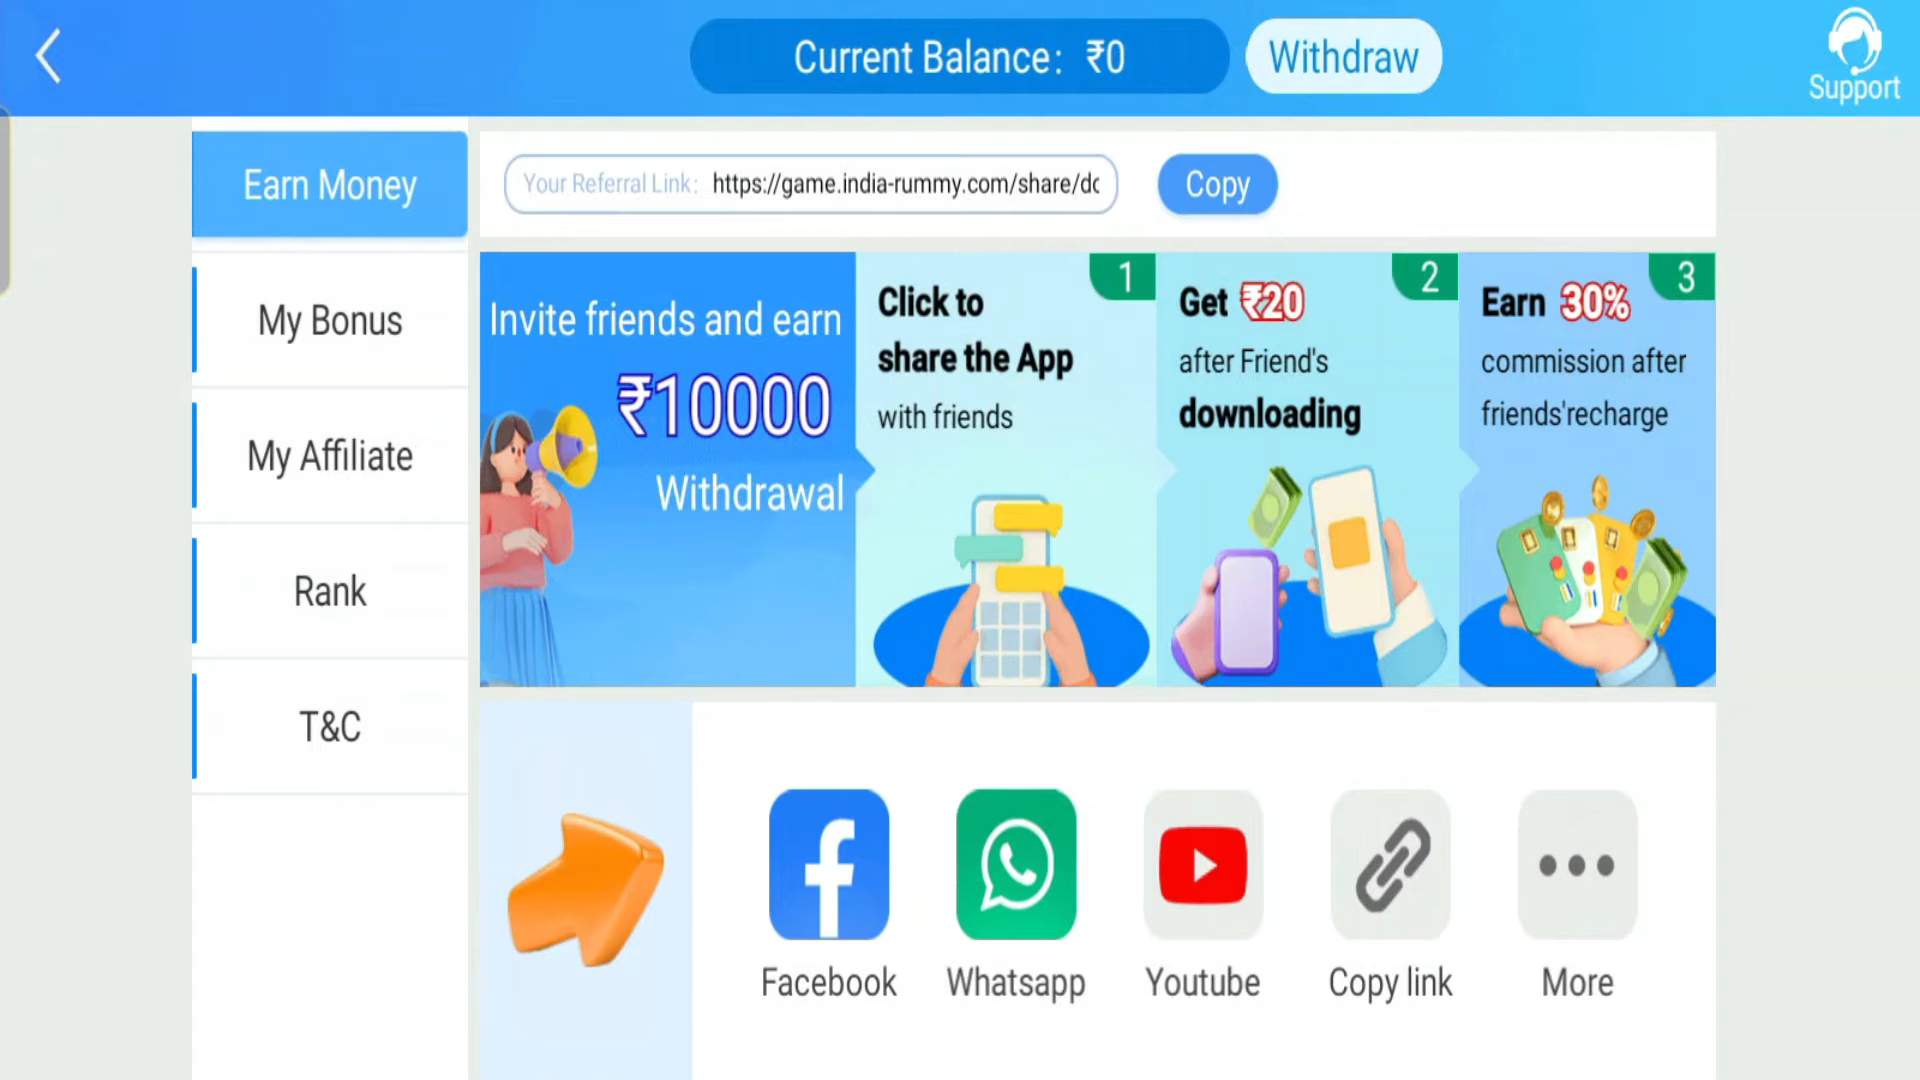 Current Balance: ₹0
Withdraw
Support
Earn Money
My Bonus
My Affiliate
Rank
T&C
Your Referral Link: https://game.india-rummy.com/share/do
Copy
Invite friends and earn
₹10000
Withdrawal
1
Click to
share the App
with friends
2
Get ₹20
after Friend's
downloading
3
Earn 30%
commission after
friends'recharge
Facebook
Whatsapp
Youtube
Copy link
More